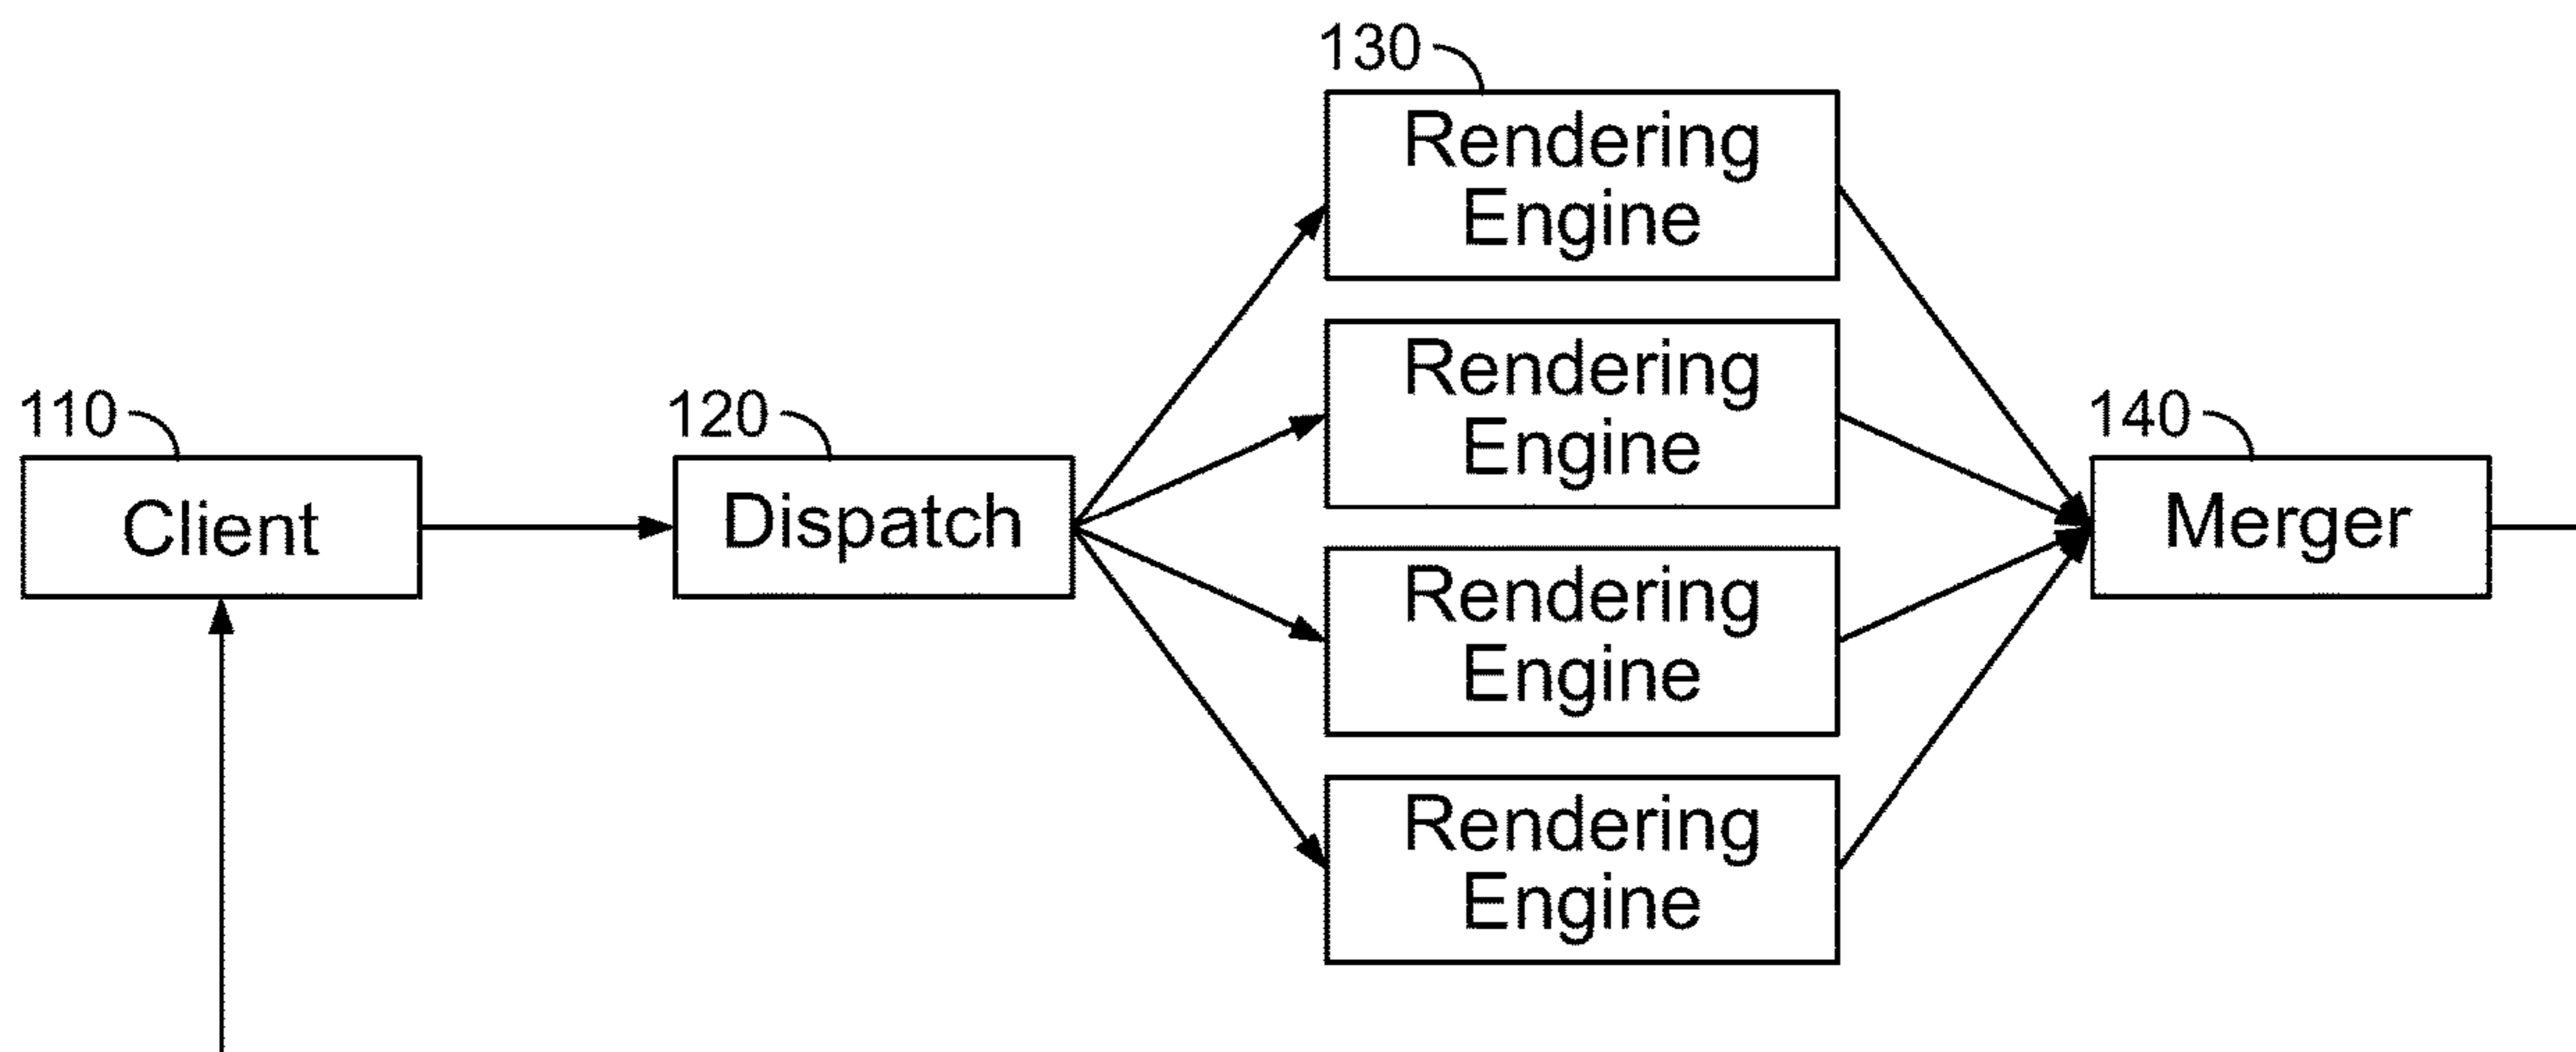 130
Rendering
Engine
Rendering
Engine
110
Client
120
Dispatch
140
Merger
Rendering
Engine
Rendering
Engine